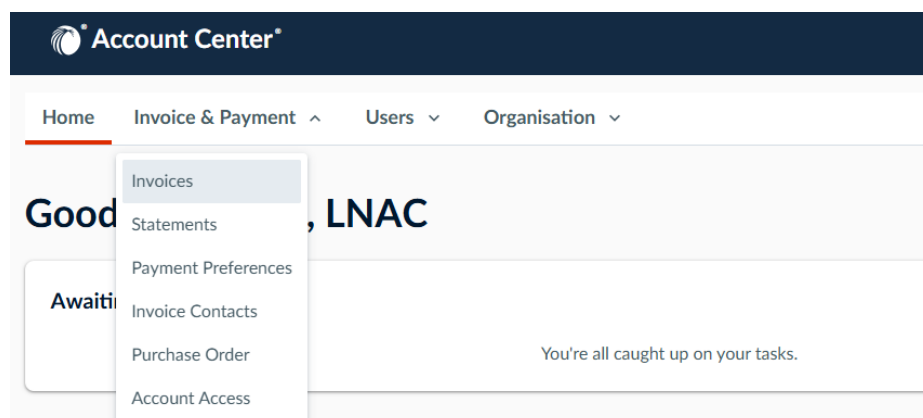 Account Center®
Home Invoice & Payment Users Organisation
Invoices
Good , LNAC
Statements
Payment Preferences
Invoice Contacts
You're all caught up on your tasks.
Purchase Order
Account Access